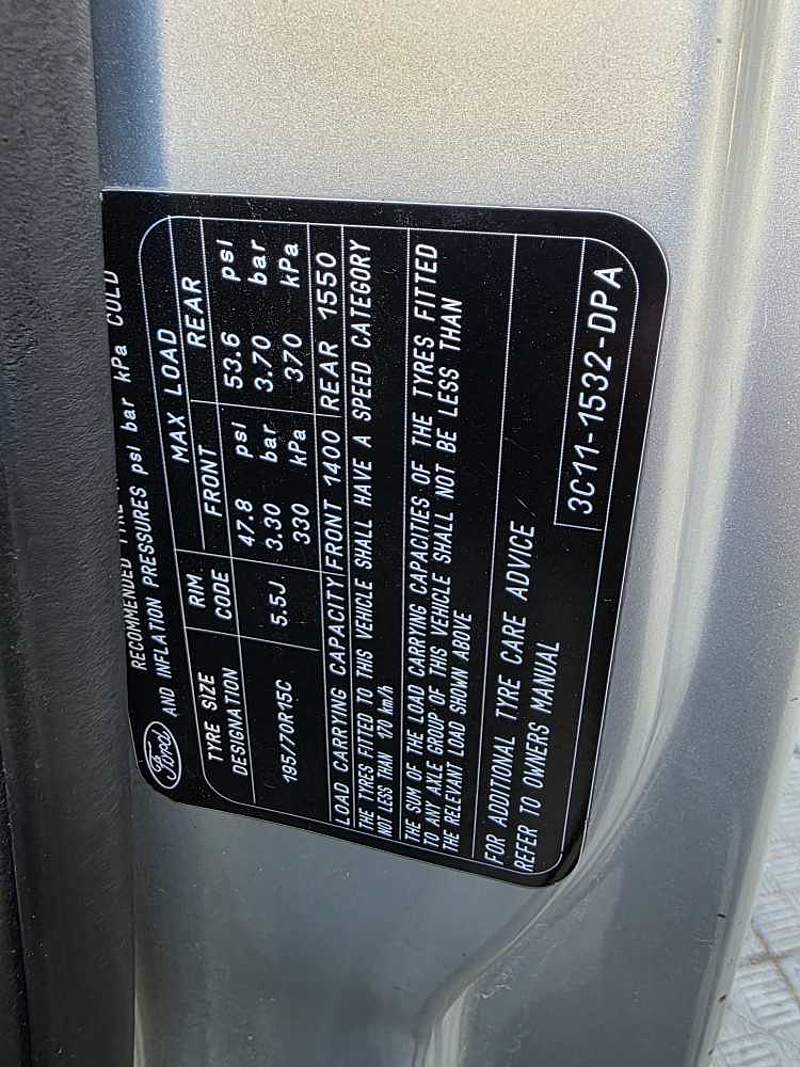 Ford
RECOMMENDED TYRE
AND INFLATION PRESSURES psi bar kPa COLD
TYRE SIZE DESIGNATION
RIM CODE
MAX LOAD
FRONT
REAR
195/70R15C
5.5J
47.8 psi
53.6 psi
3.30 bar
3.70 bar
330 kPa
370 kPa
LOAD CARRYING CAPACITY FRONT 1400 REAR 1550
THE TYRES FITTED TO THIS VEHICLE SHALL HAVE A SPEED CATEGORY
NOT LESS THAN 170 km/h
THE SUM OF THE LOAD CARRYING CAPACITIES OF THE TYRES FITTED
TO ANY AXLE GROUP OF THIS VEHICLE SHALL NOT BE LESS THAN
THE RELEVANT LOAD SHOWN ABOVE
FOR ADDITIONAL TYRE CARE ADVICE
REFER TO OWNERS MANUAL
3C11-1532-DPA